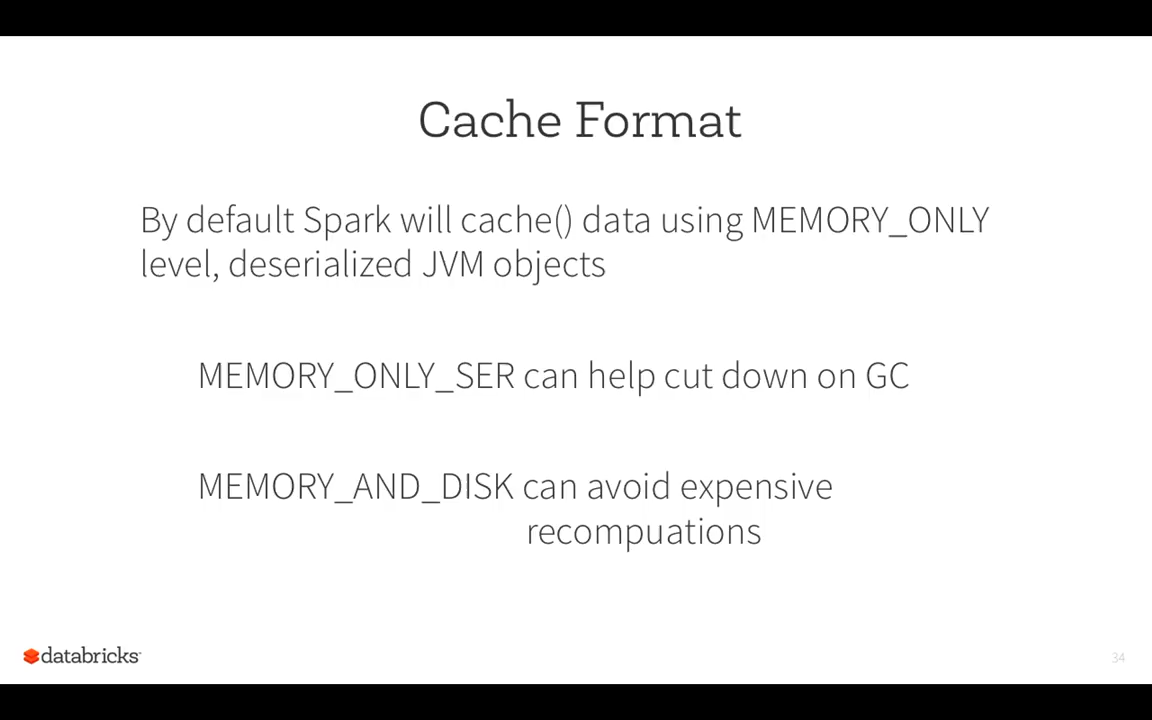 Cache Format
By default Spark will cache() data using MEMORY_ONLY
level, deserialized JVM objects
MEMORY_ONLY_SER can help cut down on GC
MEMORY_AND_DISK can avoid expensive
recompuations
databricks
34